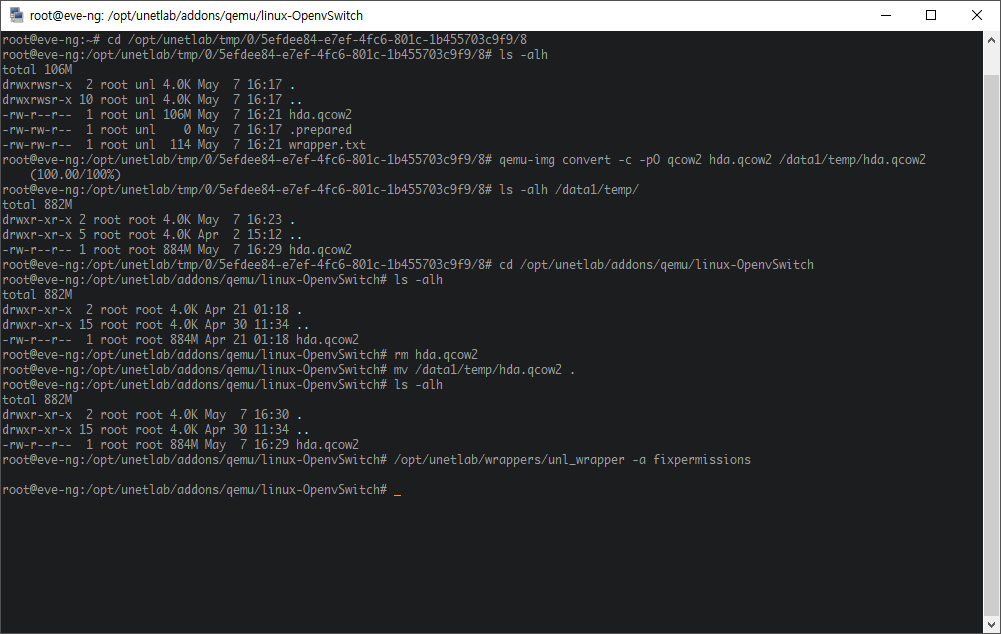 root@eve-ng: /opt/unetlab/addons/qemu/linux-OpenvSwitch
root@eve-ng:~# cd /opt/unetlab/tmp/0/5efdee84-e7ef-4fc6-801c-1b455703c9f9/8
root@eve-ng:/opt/unetlab/tmp/0/5efdee84-e7ef-4fc6-801c-1b455703c9f9/8# ls -alh
total 106M
drwxrwsr-x  2 root unl 4.0K May  7 16:17 .
drwxrwsr-x 10 root unl 4.0K May  7 16:17 ..
-rw-r--r--  1 root unl 106M May  7 16:21 hda.qcow2
-rw-rw-r--  1 root unl    0 May  7 16:17 .prepared
-rw-rw-r--  1 root unl  114 May  7 16:21 wrapper.txt
root@eve-ng:/opt/unetlab/tmp/0/5efdee84-e7ef-4fc6-801c-1b455703c9f9/8# qemu-img convert -c -pO qcow2 hda.qcow2 /data1/temp/hda.qcow2
    (100.00/100%)
root@eve-ng:/opt/unetlab/tmp/0/5efdee84-e7ef-4fc6-801c-1b455703c9f9/8# ls -alh /data1/temp/
total 882M
drwxr-xr-x 2 root root 4.0K May  7 16:23 .
drwxr-xr-x 5 root root 4.0K Apr  2 15:12 ..
-rw-r--r-- 1 root root 884M May  7 16:29 hda.qcow2
root@eve-ng:/opt/unetlab/tmp/0/5efdee84-e7ef-4fc6-801c-1b455703c9f9/8# cd /opt/unetlab/addons/qemu/linux-OpenvSwitch
root@eve-ng:/opt/unetlab/addons/qemu/linux-OpenvSwitch# ls -alh
total 882M
drwxr-xr-x  2 root root 4.0K Apr 21 01:18 .
drwxr-xr-x 15 root root 4.0K Apr 30 11:34 ..
-rw-r--r--  1 root root 884M Apr 21 01:18 hda.qcow2
root@eve-ng:/opt/unetlab/addons/qemu/linux-OpenvSwitch# rm hda.qcow2
root@eve-ng:/opt/unetlab/addons/qemu/linux-OpenvSwitch# mv /data1/temp/hda.qcow2 .
root@eve-ng:/opt/unetlab/addons/qemu/linux-OpenvSwitch# ls -alh
total 882M
drwxr-xr-x  2 root root 4.0K May  7 16:30 .
drwxr-xr-x 15 root root 4.0K Apr 30 11:34 ..
-rw-r--r--  1 root root 884M May  7 16:29 hda.qcow2
root@eve-ng:/opt/unetlab/addons/qemu/linux-OpenvSwitch# /opt/unetlab/wrappers/unl_wrapper -a fixpermissions
root@eve-ng:/opt/unetlab/addons/qemu/linux-OpenvSwitch# _